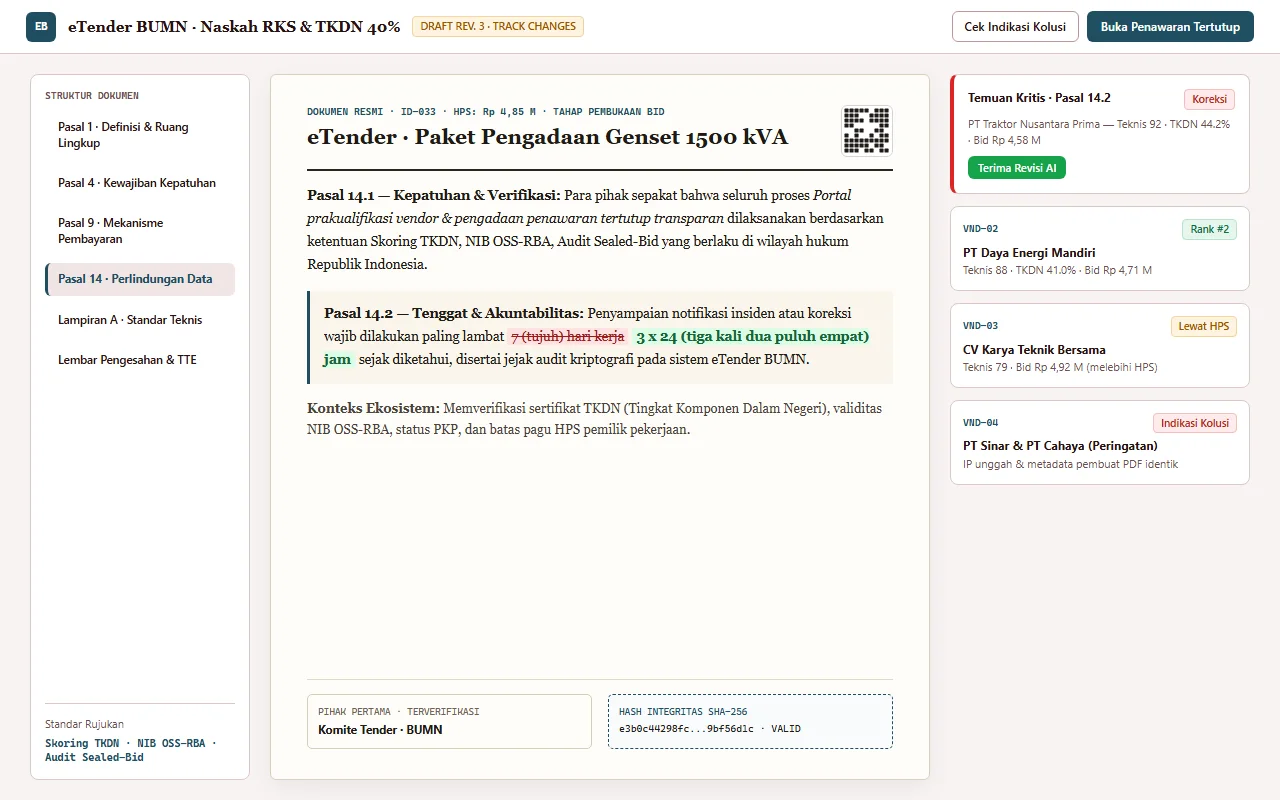 EB
eTender BUMN · Naskah RKS & TKDN 40%
DRAFT REV. 3 · TRACK CHANGES
Cek Indikasi Kolusi
Buka Penawaran Tertutup
STRUKTUR DOKUMEN
Pasal 1 · Definisi & Ruang
Lingkup
Pasal 4 · Kewajiban Kepatuhan
Pasal 9 · Mekanisme
Pembayaran
Pasal 14 · Perlindungan Data
Lampiran A · Standar Teknis
Lembar Pengesahan & TTE
Standar Rujukan
Skoring TKDN · NIB OSS-RBA ·
Audit Sealed-Bid
DOKUMEN RESMI · ID-033 · HPS: Rp 4,85 M · TAHAP PEMBUKAAN BID
eTender · Paket Pengadaan Genset 1500 kVA
Pasal 14.1 — Kepatuhan & Verifikasi: Para pihak sepakat bahwa seluruh proses Portal
prakualifikasi vendor & pengadaan penawaran tertutup transparan dilaksanakan berdasarkan
ketentuan Skoring TKDN, NIB OSS-RBA, Audit Sealed-Bid yang berlaku di wilayah hukum
Republik Indonesia.
Pasal 14.2 — Tenggat & Akuntabilitas: Penyampaian notifikasi insiden atau koreksi
wajib dilakukan paling lambat 7 (tujuh) hari kerja 3 x 24 (tiga kali dua puluh empat)
jam sejak diketahui, disertai jejak audit kriptografi pada sistem eTender BUMN.
Konteks Ekosistem: Memverifikasi sertifikat TKDN (Tingkat Komponen Dalam Negeri), validitas
NIB OSS-RBA, status PKP, dan batas pagu HPS pemilik pekerjaan.
PIHAK PERTAMA · TERVERIFIKASI
Komite Tender · BUMN
HASH INTEGRITAS SHA-256
e3b0c44298fc...9bf56d1c · VALID
Temuan Kritis · Pasal 14.2
Koreksi
PT Traktor Nusantara Prima — Teknis 92 · TKDN 44.2%
· Bid Rp 4,58 M
Terima Revisi AI
VND-02
Rank #2
PT Daya Energi Mandiri
Teknis 88 · TKDN 41.0% · Bid Rp 4,71 M
VND-03
Lewat HPS
CV Karya Teknik Bersama
Teknis 79 · Bid Rp 4,92 M (melebihi HPS)
VND-04
Indikasi Kolusi
PT Sinar & PT Cahaya (Peringatan)
IP unggah & metadata pembuat PDF identik